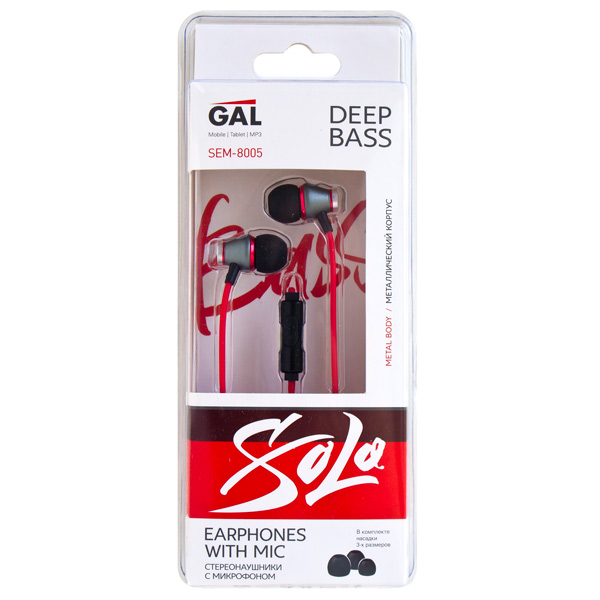 GAL
Mobile | Tablet | MP3
SEM-8005
DEEP
BASS
METAL BODY / МЕТАЛЛИЧЕСКИЙ КОРПУС
Solo
EARPHONES
WITH MIC
СТЕРЕОНАУШНИКИ
С МИКРОФОНОМ
В комплекте
насадки
3-х размеров